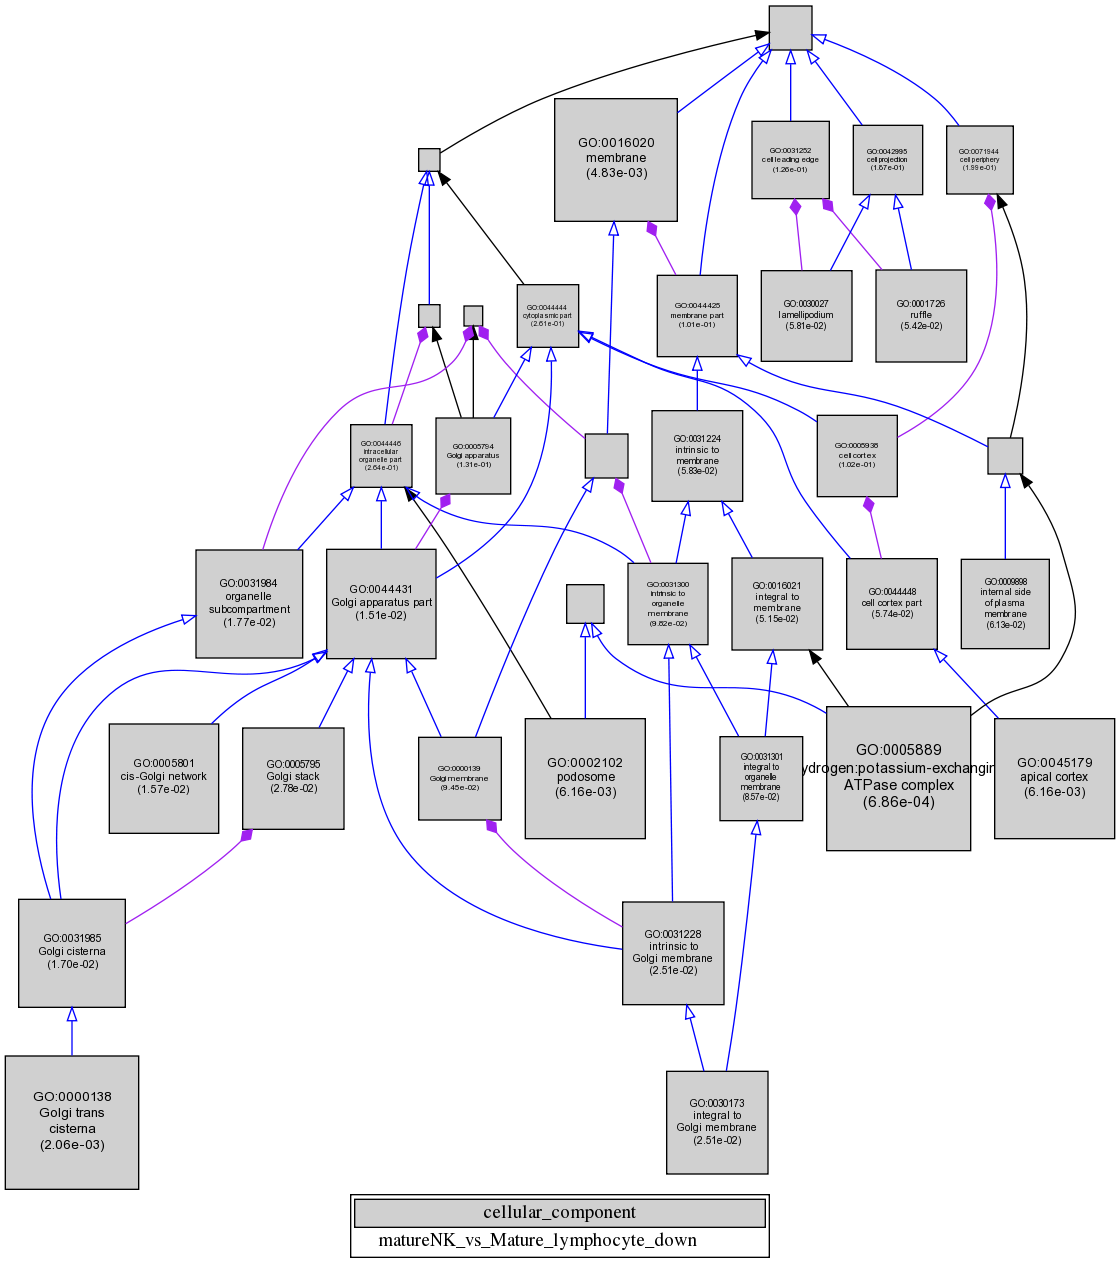 GO:0016020
membrane
(4.83e-03)
GO:0031252
cell leading edge
(1.26e-01)
GO:0042995
cell projection
(1.67e-01)
GO:0071944
cell periphery
(1.99e-01)
GO:0044444
cytoplasmic part
(2.61e-01)
GO:0044425
membrane part
(1.01e-01)
GO:0030027
lamellipodium
(5.81e-02)
GO:0001726
ruffle
(5.42e-02)
GO:0044446
intracellular
organelle part
(2.64e-01)
GO:0005794
Golgi apparatus
(1.31e-01)
GO:0031224
intrinsic to
membrane
(5.83e-02)
GO:0005938
cell cortex
(1.02e-01)
GO:0031984
organelle
subcompartment
(1.77e-02)
GO:0044431
Golgi apparatus part
(1.51e-02)
GO:0031300
intrinsic to
organelle
membrane
(9.82e-02)
GO:0016021
integral to
membrane
(5.15e-02)
GO:0044448
cell cortex part
(5.74e-02)
GO:0009898
internal side
of plasma
membrane
(6.13e-02)
GO:0005801
cis-Golgi network
(1.57e-02)
GO:0005795
Golgi stack
(2.78e-02)
GO:0000139
Golgi membrane
(9.45e-02)
GO:0002102
podosome
(6.16e-03)
GO:0031301
integral to
organelle
membrane
(8.57e-02)
GO:0005889
ydrogen:potassium-exchangin
ATPase complex
(6.86e-04)
GO:0045179
apical cortex
(6.16e-03)
GO:0031985
Golgi cisterna
(1.70e-02)
GO:0031228
intrinsic to
Golgi membrane
(2.51e-02)
GO:0000138
Golgi trans
cisterna
(2.06e-03)
GO:0030173
integral to
Golgi membrane
(2.51e-02)
cellular_component
matureNK_vs_Mature_lymphocyte_down